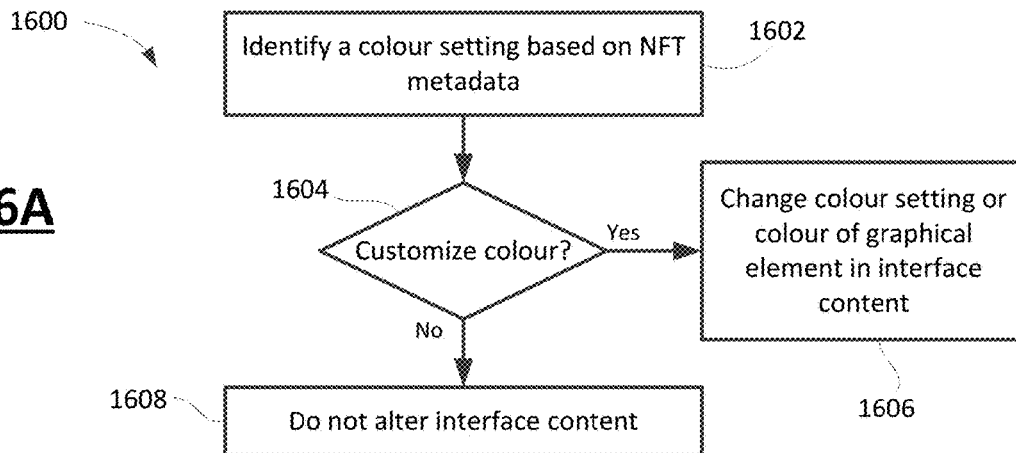 1600
Identify a colour setting based on NFT
metadata
1602
6A
1604
Customize colour?
Yes
Change colour setting or
colour of graphical
element in interface
content
No
1606
1608
Do not alter interface content